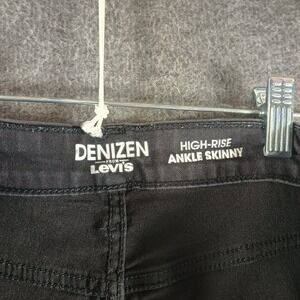 DENIZEN
FROM
Levi's
HIGH-RISE
ANKLE SKINNY